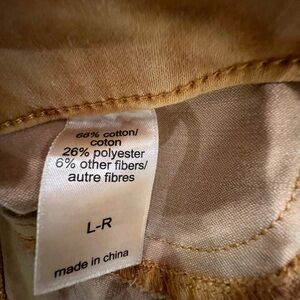 68% cotton/
coton
26% polyester
6% other fibers/
autre fibres
L-R
made in china